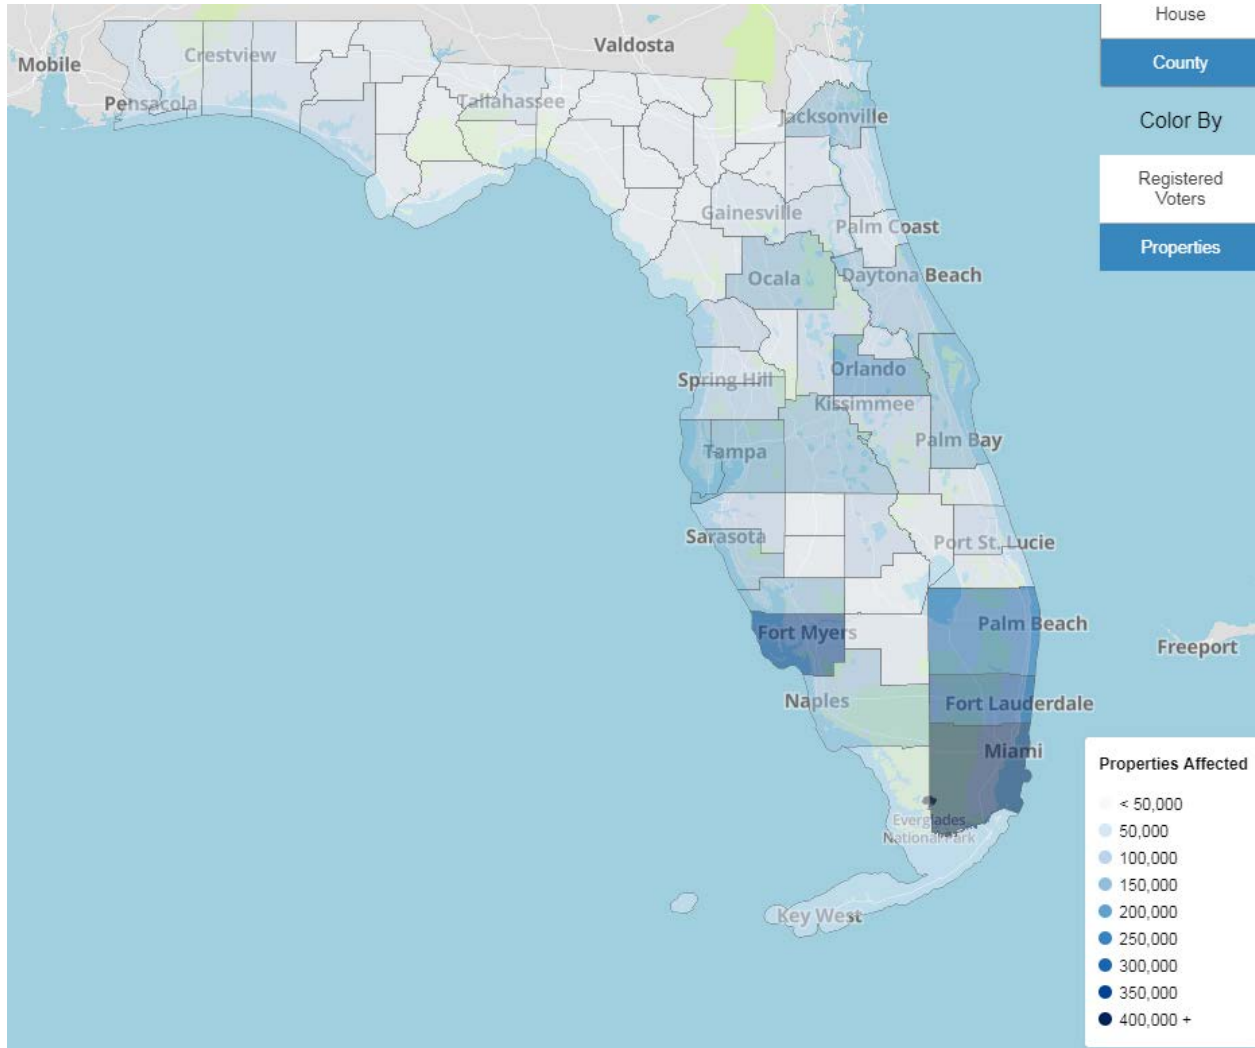 House
County
Color By
Registered
Voters
Properties
Valdosta
Mobile
Crestview
Pensacola
Tallahassee
Jacksonville
Gainesville
Palm Coast
Ocala
Daytona Beach
Orlando
Spring Hill
Kissimmee
Palm Bay
Tampa
Sarasota
Port St. Lucie
Fort Myers
Palm Beach
Freeport
Naples
Fort Lauderdale
Miami
Everglades
National Park
Key West
Properties Affected
< 50,000
50,000
100,000
150,000
200,000
250,000
300,000
350,000
400,000 +